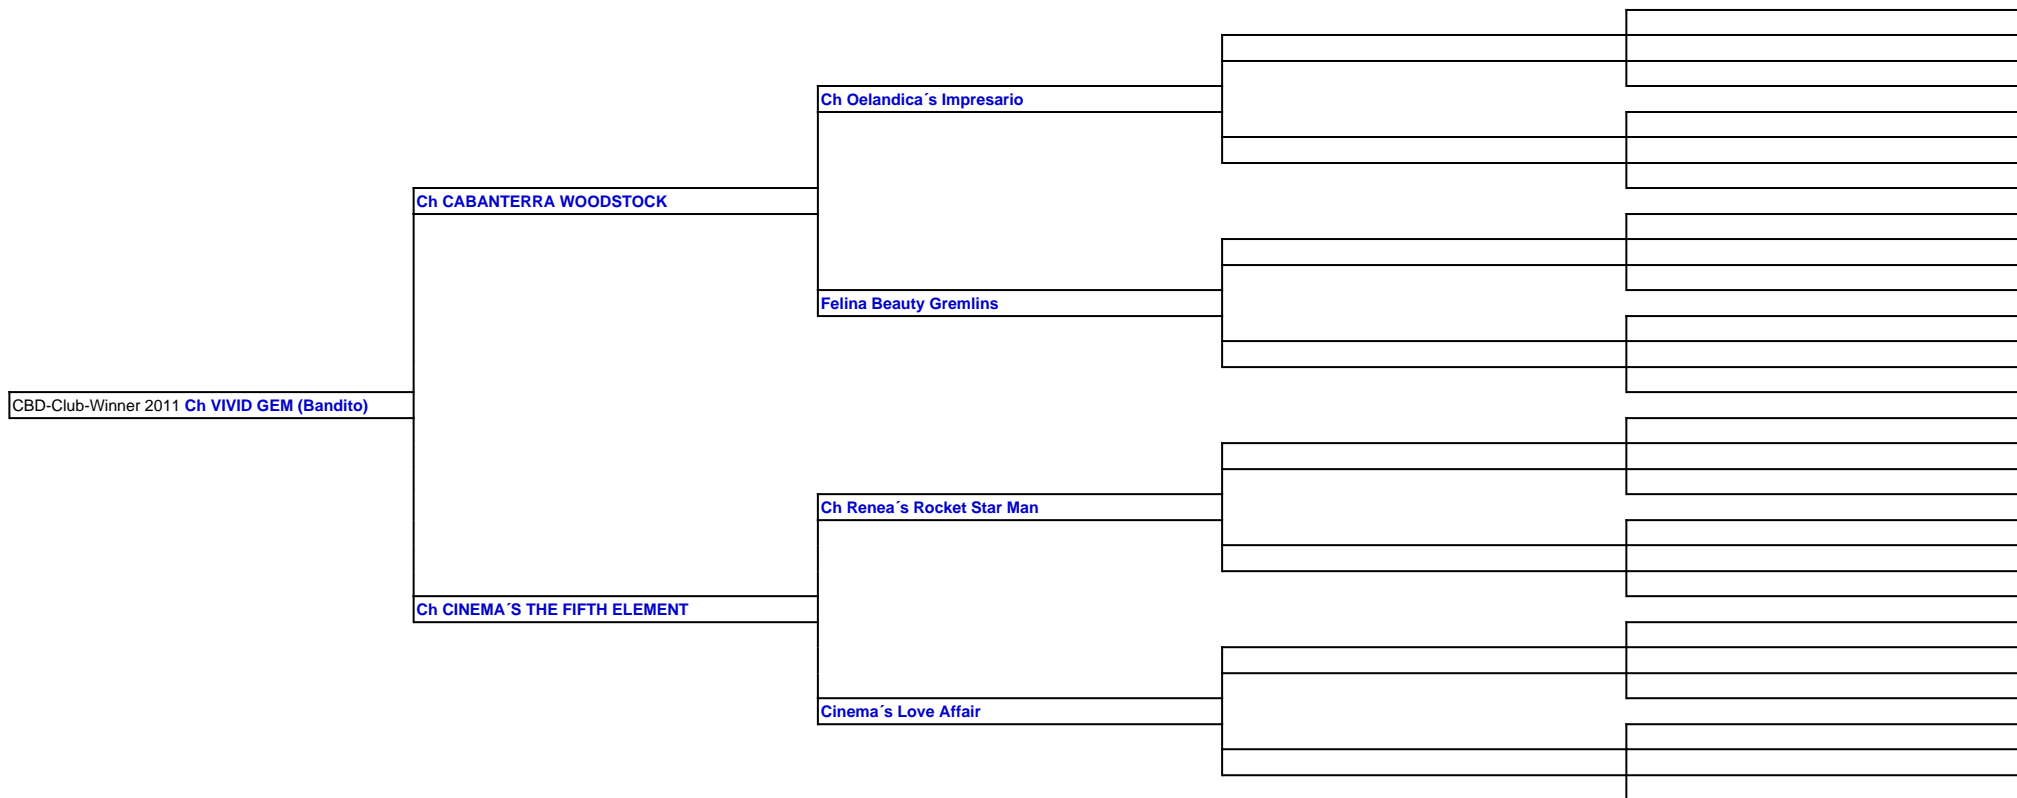 Ch Oelandica´s Impresario
Ch CABANTERRA WOODSTOCK
Felina Beauty Gremlins
CBD-Club-Winner 2011 Ch VIVID GEM (Bandito)
Ch Renea´s Rocket Star Man
Ch CINEMA´S THE FIFTH ELEMENT
Cinema´s Love Affair